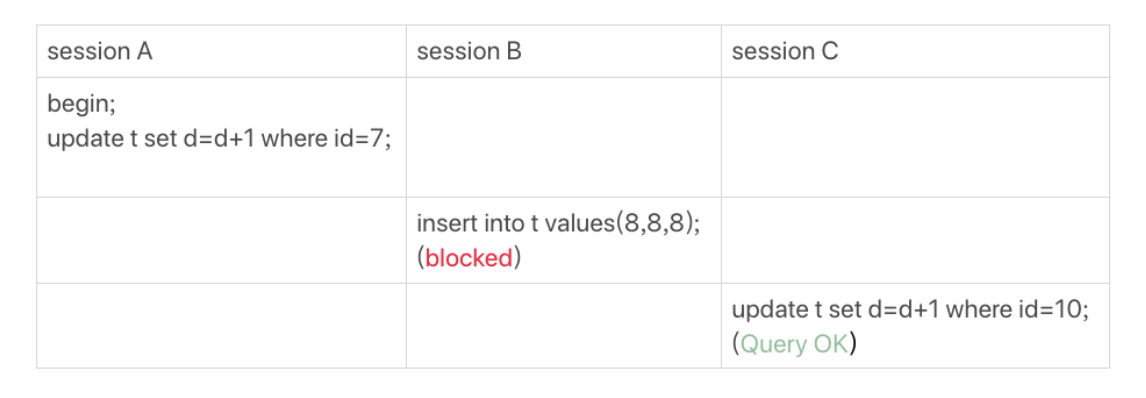 session A
session B
session C
begin;
update t set d=d+1 where id=7;
insert into t values(8,8,8);
(blocked)
update t set d=d+1 where id=10;
(Query OK)